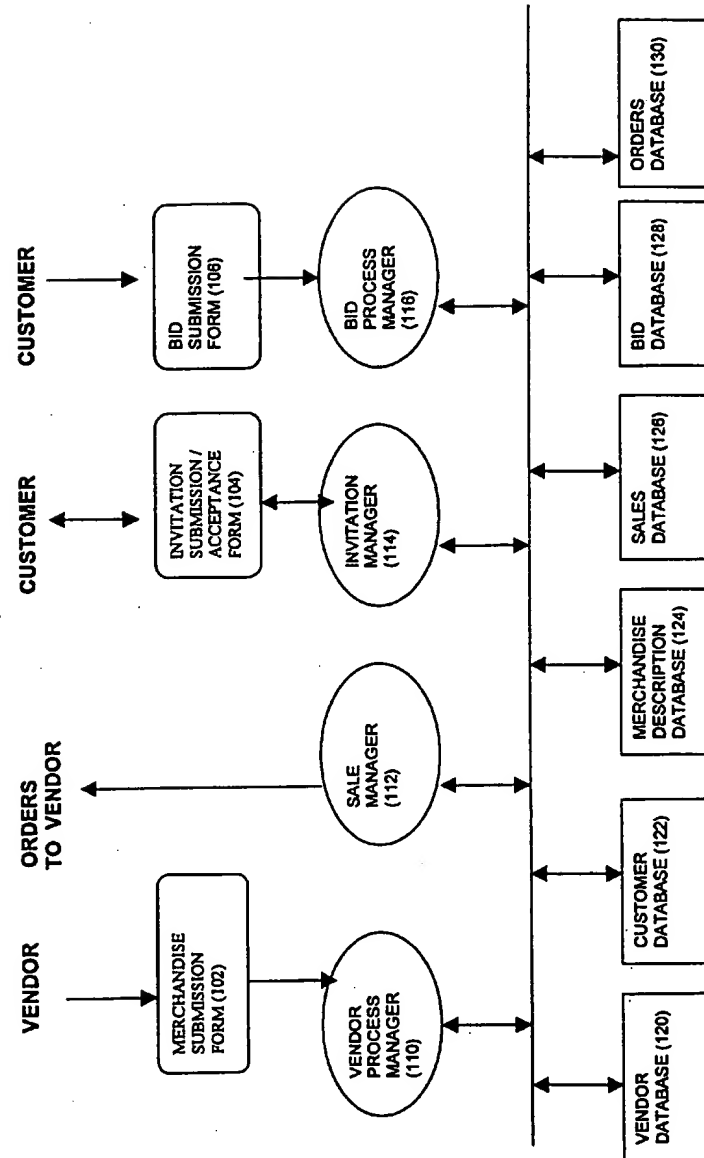 VENDOR
ORDERS
TO VENDOR
CUSTOMER
CUSTOMER
MERCHANDISE
SUBMISSION
FORM (102)
INVITATION
SUBMISSION /
ACCEPTANCE
FORM (104)
BID
SUBMISSION
FORM (106)
VENDOR
PROCESS
MANAGER
(110)
SALE
MANAGER
(112)
INVITATION
MANAGER
(114)
BID
PROCESS
MANAGER
(116)
VENDOR
DATABASE (120)
CUSTOMER
DATABASE (122)
MERCHANDISE
DESCRIPTION
DATABASE (124)
SALES
DATABASE (126)
BID
DATABASE (128)
ORDERS
DATABASE (130)